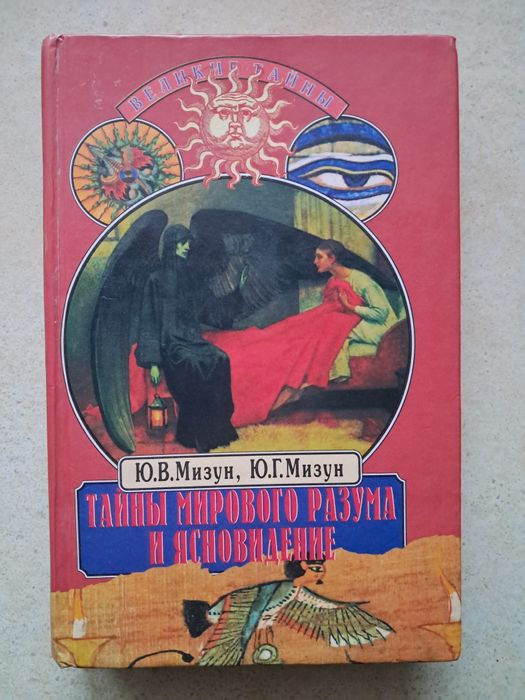 ВЕЛИКИЕ ТАЙНЫ
Ю.В.Мизун, Ю.Г.Мизун
ТАЙНЫ МИРОВОГО РАЗУМА
И ЯСНОВИДЕНИЕ